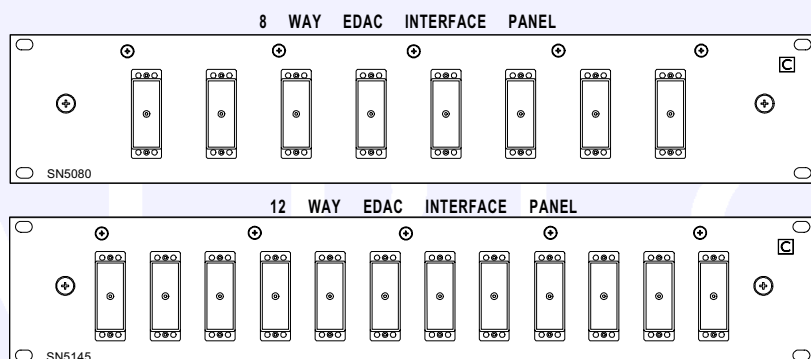 8 WAY EDAC INTERFACE PANEL
C
SN5080
12 WAY EDAC INTERFACE PANEL
C
SN5145